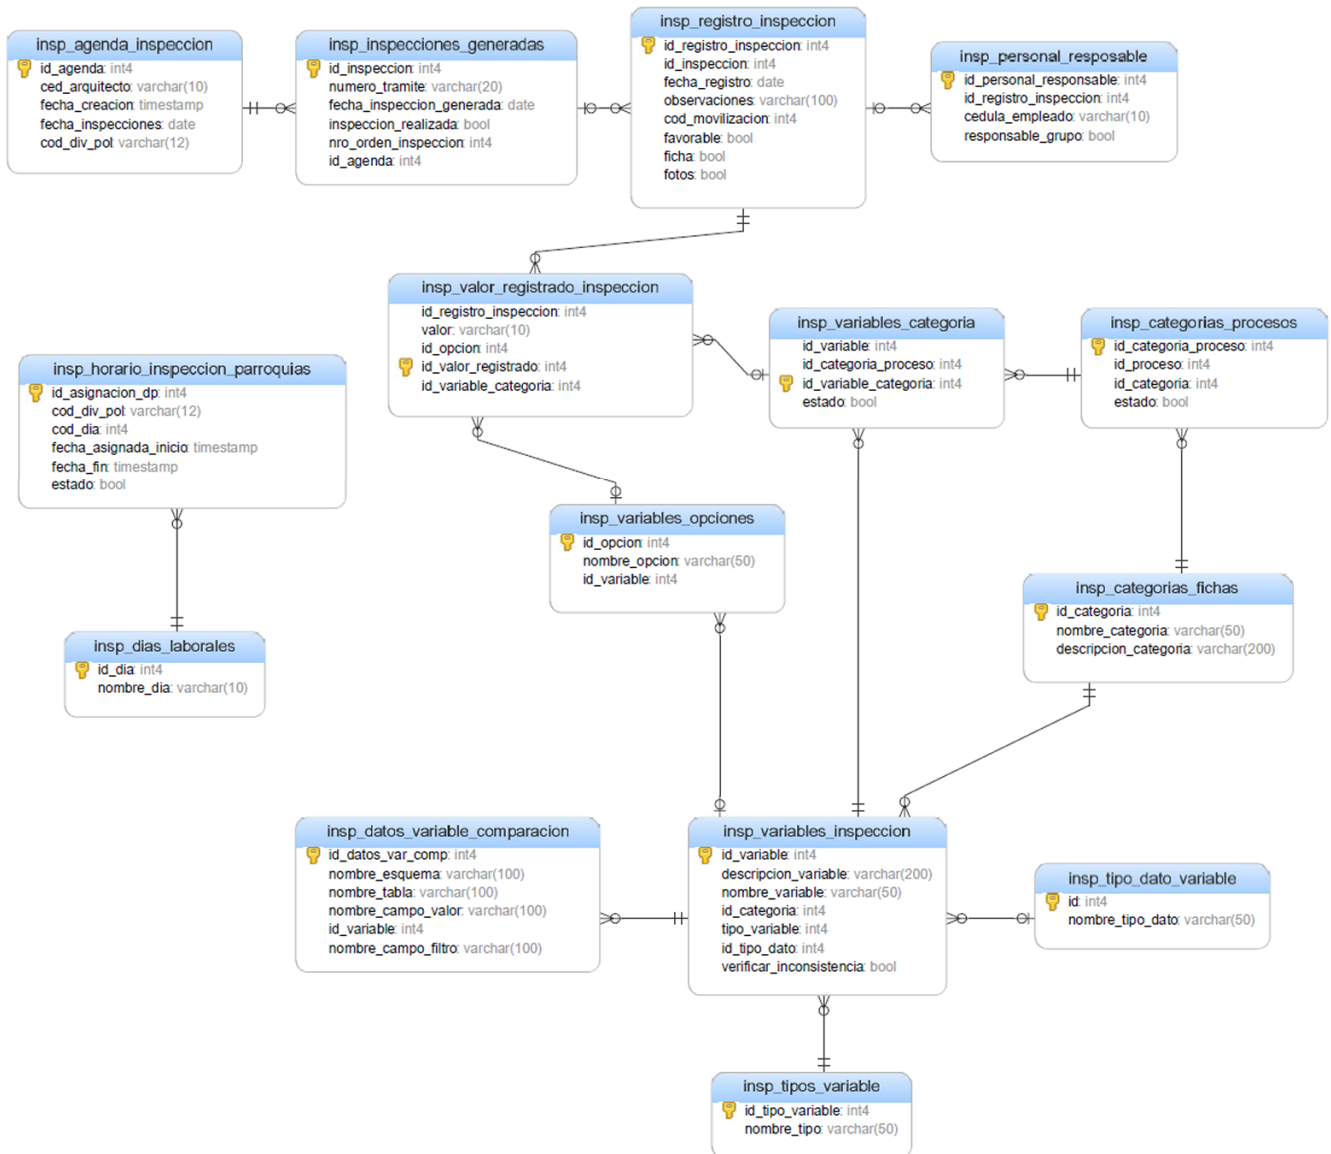 insp_agenda_inspeccion
id_agenda: int4
ced_arquitecto: varchar(10)
fecha_creacion: timestamp
fecha_inspecciones: date
cod_div_pol: varchar(12)
insp_inspecciones_generadas
id_inspeccion: int4
numero_tramite: varchar(20)
fecha_inspeccion_generada: date
inspeccion_realizada: bool
nro_orden_inspeccion: int4
id_agenda: int4
insp_registro_inspeccion
id_registro_inspeccion: int4
id_inspeccion: int4
fecha_registro: date
observaciones: varchar(100)
cod_movilizacion: int4
favorable: bool
ficha: bool
fotos: bool
insp_personal_resposable
id_personal_responsable: int4
id_registro_inspeccion: int4
cedula_empleado: varchar(10)
responsable_grupo: bool
insp_valor_registrado_inspeccion
id_registro_inspeccion: int4
valor: varchar(10)
id_opcion: int4
id_valor_registrado: int4
id_variable_categoria: int4
insp_variables_categoria
id_variable: int4
id_categoria_proceso: int4
id_variable_categoria: int4
estado: bool
insp_categorias_procesos
id_categoria_proceso: int4
id_proceso: int4
id_categoria: int4
estado: bool
insp_horario_inspeccion_parroquias
id_asignacion_dp: int4
cod_div_pol: varchar(12)
cod_dia: int4
fecha_asignada_inicio: timestamp
fecha_fin: timestamp
estado: bool
insp_variables_opciones
id_opcion: int4
nombre_opcion: varchar(50)
id_variable: int4
insp_categorias_fichas
id_categoria: int4
nombre_categoria: varchar(50)
descripcion_categoria: varchar(200)
insp_dias_laborales
id_dia: int4
nombre_dia: varchar(10)
insp_datos_variable_comparacion
id_datos_var_comp: int4
nombre_esquema: varchar(100)
nombre_tabla: varchar(100)
nombre_campo_valor: varchar(100)
id_variable: int4
nombre_campo_filtro: varchar(100)
insp_variables_inspeccion
id_variable: int4
descripcion_variable: varchar(200)
nombre_variable: varchar(50)
id_categoria: int4
tipo_variable: int4
id_tipo_dato: int4
verificar_inconsistencia: bool
insp_tipo_dato_variable
id: int4
nombre_tipo_dato: varchar(50)
insp_tipos_variable
id_tipo_variable: int4
nombre_tipo: varchar(50)